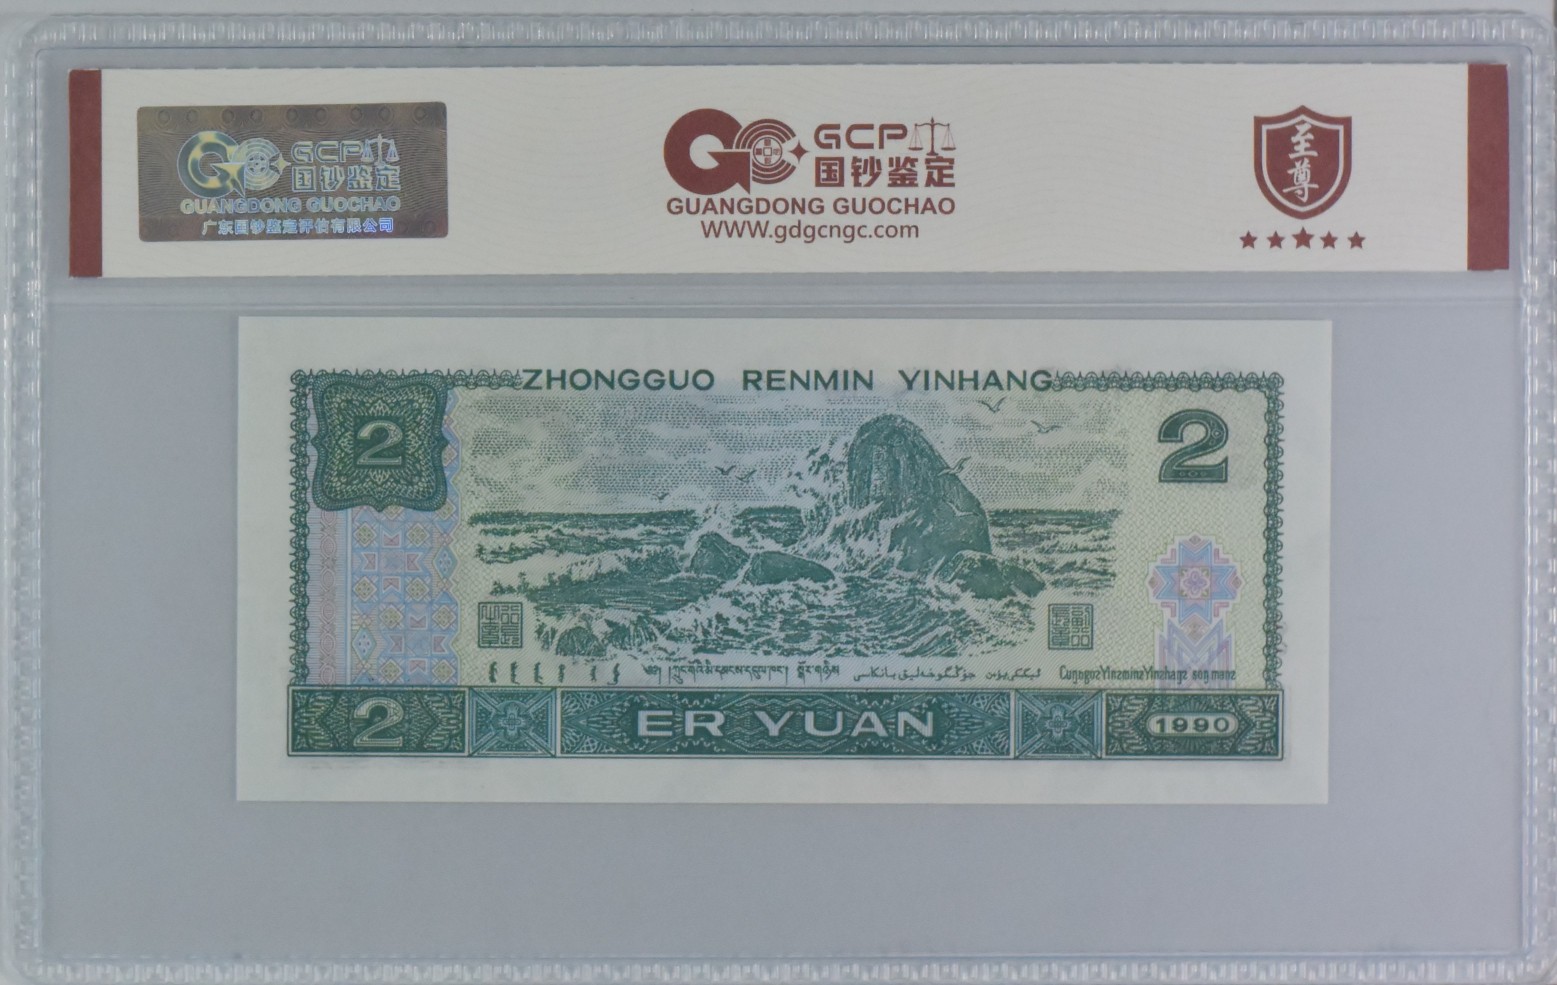 GCP
国钞鉴定
GUANGDONG GUOCHAO
广东国钞鉴定评估有限公司
GCP
国钞鉴定
GUANGDONG GUOCHAO
WWW.gdgcngc.com
至尊
ZHONGGUO RENMIN YINHANG
2
2
CuŋƨguƨYinƨminƨYinƨhaŋƨ
2
ER YUAN
1990